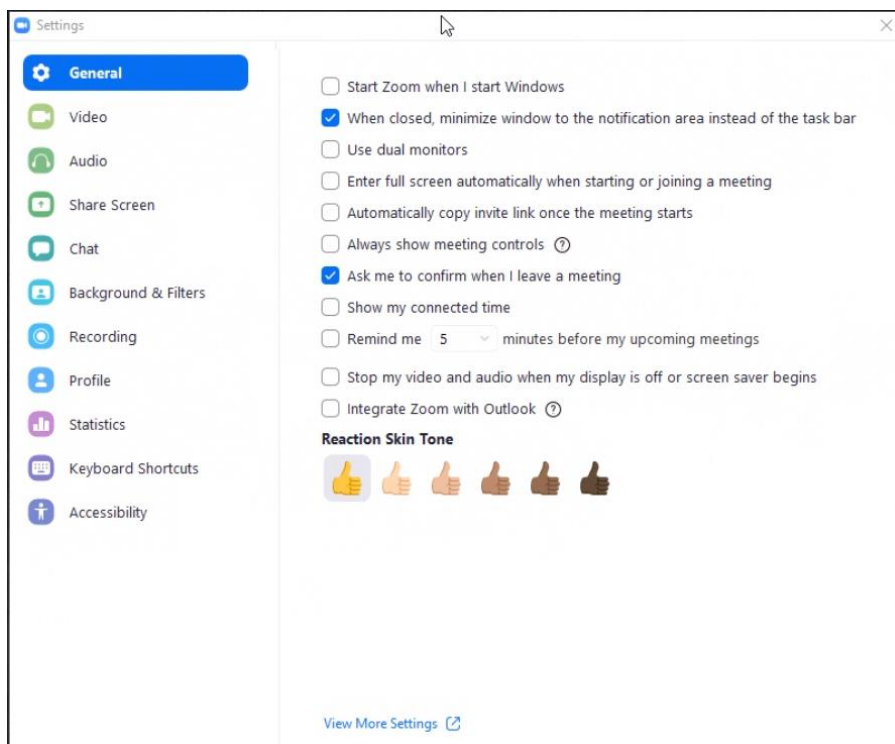 Settings
General
Video
Audio
Share Screen
Chat
Background & Filters
Recording
Profile
Statistics
Keyboard Shortcuts
Accessibility
Start Zoom when I start Windows
When closed, minimize window to the notification area instead of the task bar
Use dual monitors
Enter full screen automatically when starting or joining a meeting
Automatically copy invite link once the meeting starts
Always show meeting controls ?
Ask me to confirm when I leave a meeting
Show my connected time
Remind me 5 minutes before my upcoming meetings
Stop my video and audio when my display is off or screen saver begins
Integrate Zoom with Outlook ?
Reaction Skin Tone
View More Settings